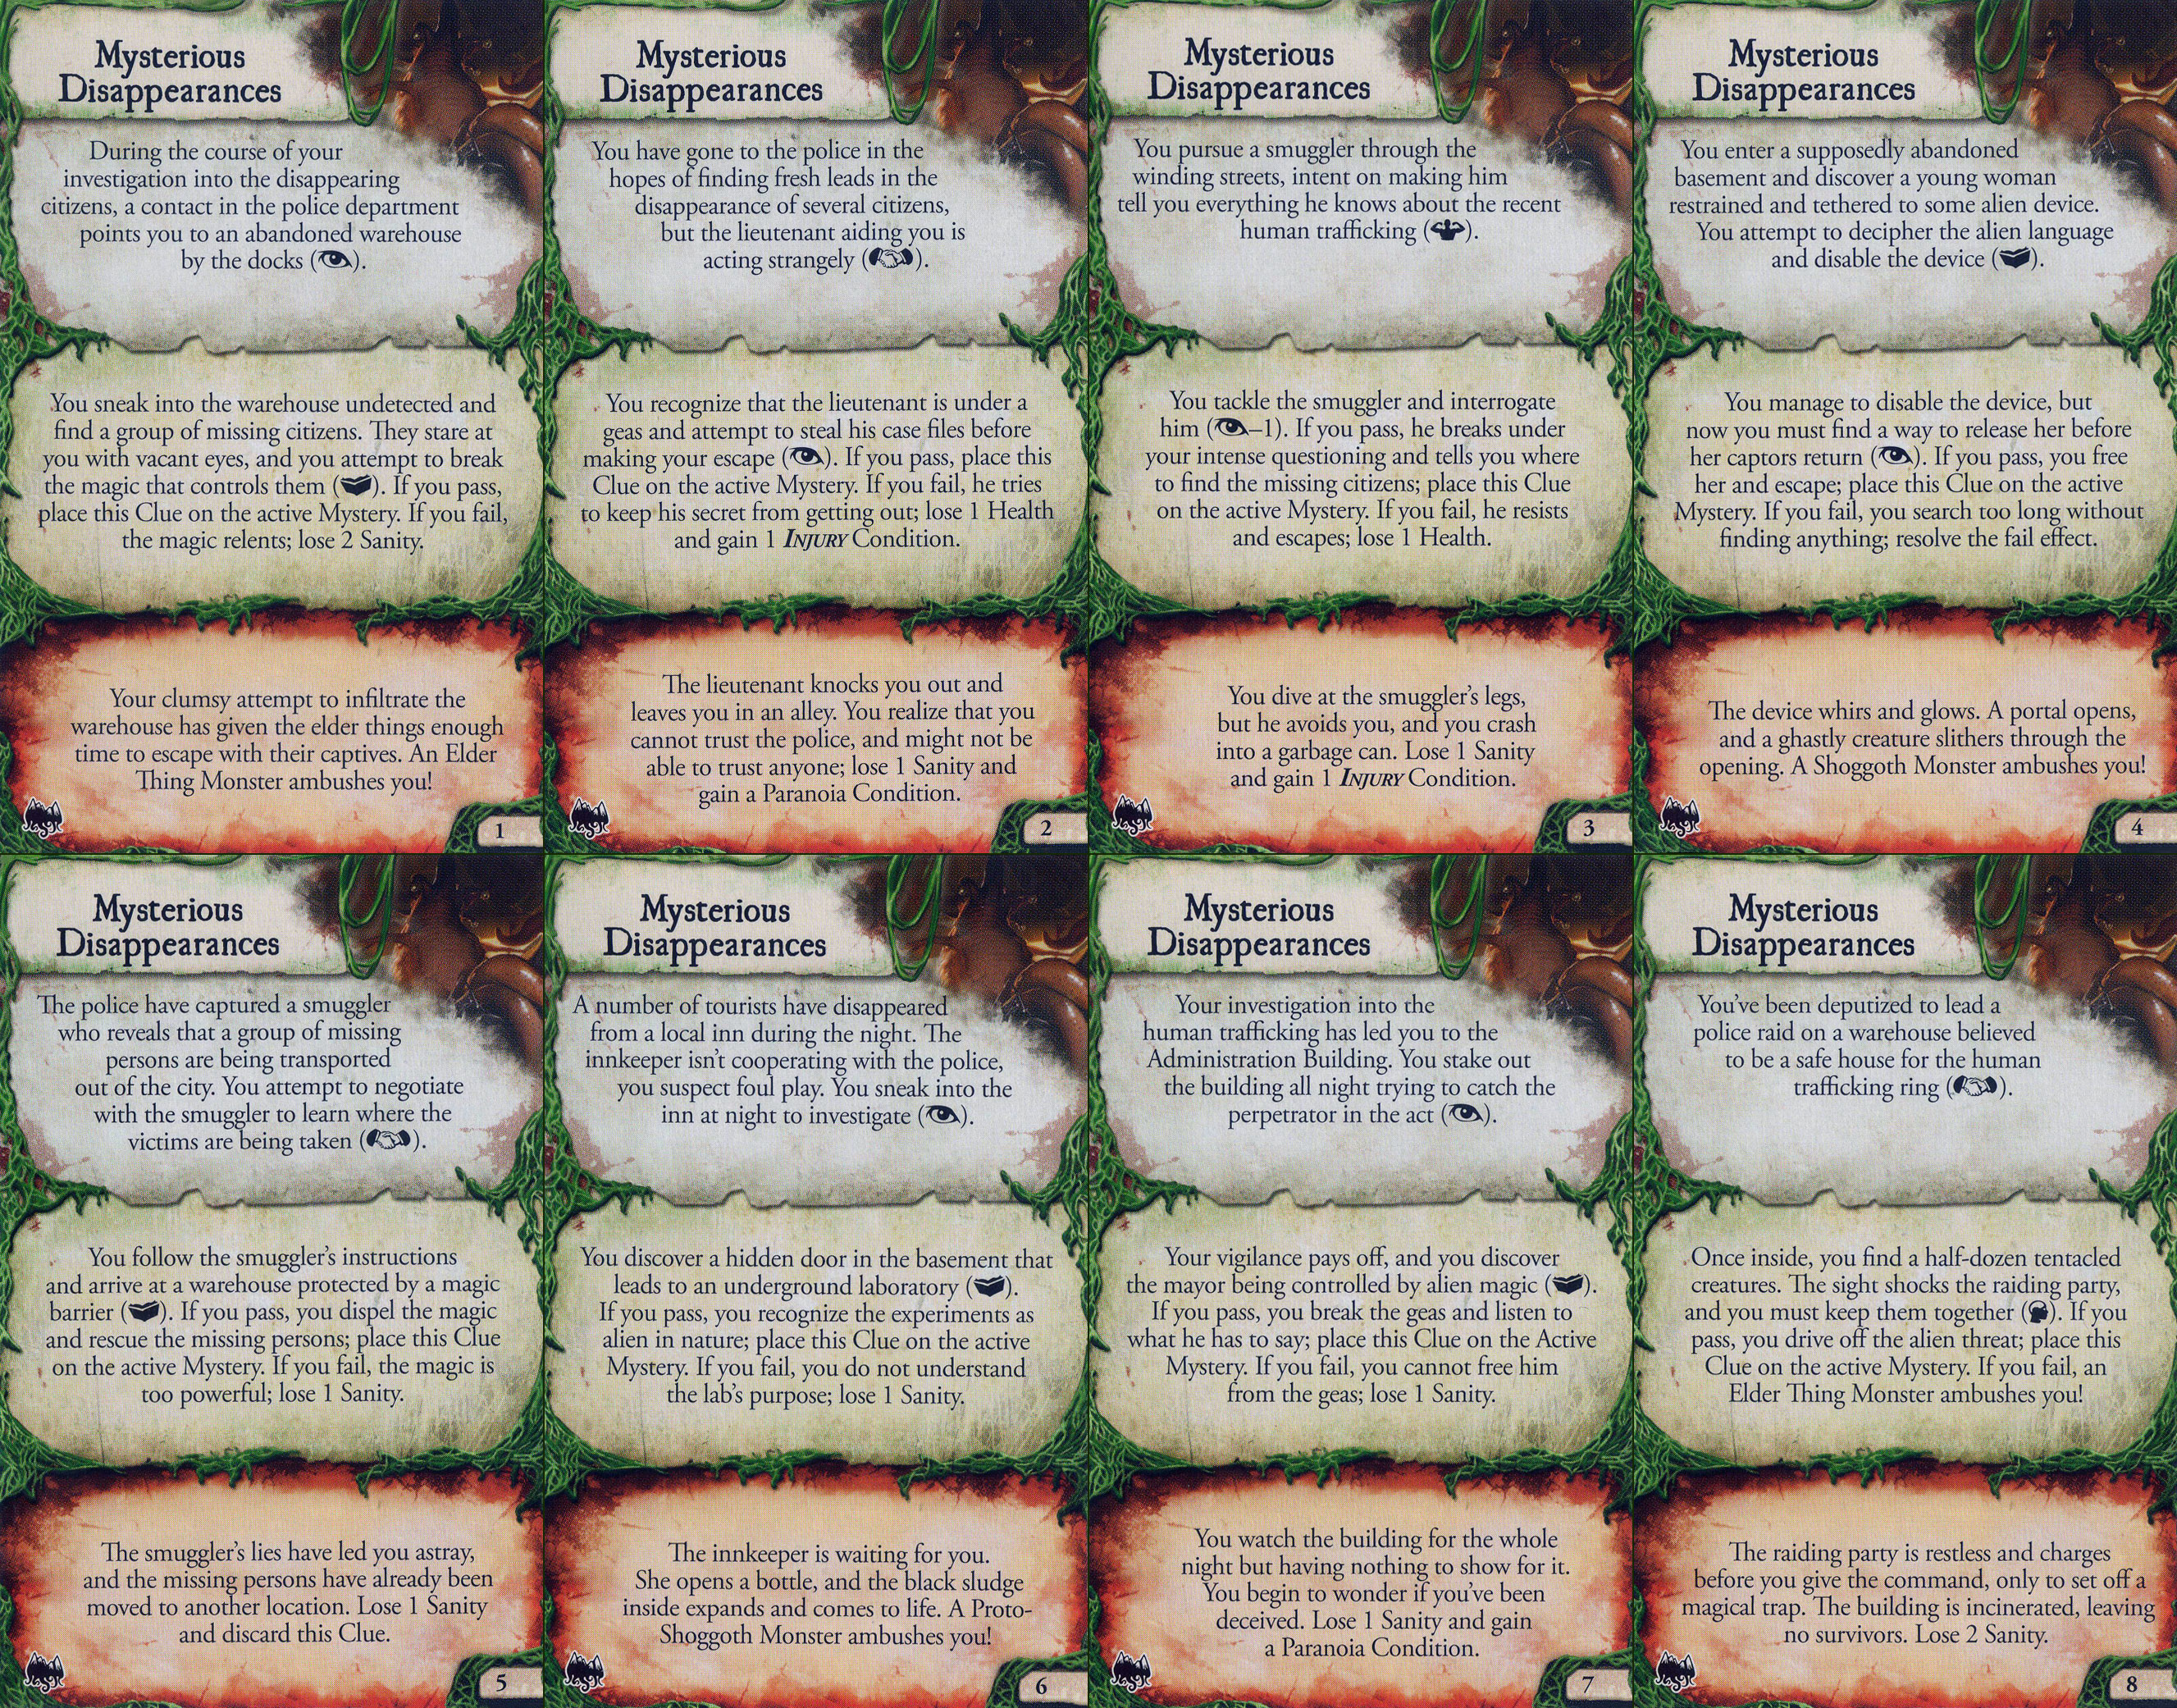 Mysterious
Disappearances
During the course of your
investigation into the disappearing
citizens, a contact in the police department
points you to an abandoned warehouse
by the docks ( ).
You sneak into the warehouse undetected and
find a group of missing citizens. They stare at
you with vacant eyes, and you attempt to break
the magic that controls them ( ). If you pass,
place this Clue on the active Mystery. If you fail,
the magic relents; lose 2 Sanity.
Your clumsy attempt to infiltrate the
warehouse has given the elder things enough
time to escape with their captives. An Elder
Thing Monster ambushes you!
1
Mysterious
Disappearances
You have gone to the police in the
hopes of finding fresh leads in the
disappearance of several citizens,
but the lieutenant aiding you is
acting strangely ( ).
You recognize that the lieutenant is under a
geas and attempt to steal his case files before
making your escape ( ). If you pass, place this
Clue on the active Mystery. If you fail, he tries
to keep his secret from getting out; lose 1 Health
and gain 1 INJURY Condition.
The lieutenant knocks you out and
leaves you in an alley. You realize that you
cannot trust the police, and might not be
able to trust anyone; lose 1 Sanity and
gain a Paranoia Condition.
2
Mysterious
Disappearances
You pursue a smuggler through the
winding streets, intent on making him
tell you everything he knows about the recent
human trafficking ( ).
You tackle the smuggler and interrogate
him ( –1). If you pass, he breaks under
your intense questioning and tells you where
to find the missing citizens; place this Clue
on the active Mystery. If you fail, he resists
and escapes; lose 1 Health.
You dive at the smuggler's legs,
but he avoids you, and you crash
into a garbage can. Lose 1 Sanity
and gain 1 INJURY Condition.
3
Mysterious
Disappearances
You enter a supposedly abandoned
basement and discover a young woman
restrained and tethered to some alien device.
You attempt to decipher the alien language
and disable the device ( ).
You manage to disable the device, but
now you must find a way to release her before
her captors return ( ). If you pass, you free
her and escape; place this Clue on the active
Mystery. If you fail, you search too long without
finding anything; resolve the fail effect.
The device whirs and glows. A portal opens,
and a ghastly creature slithers through the
opening. A Shoggoth Monster ambushes you!
4
Mysterious
Disappearances
The police have captured a smuggler
who reveals that a group of missing
persons are being transported
out of the city. You attempt to negotiate
with the smuggler to learn where the
victims are being taken ( ).
You follow the smuggler's instructions
and arrive at a warehouse protected by a magic
barrier ( ). If you pass, you dispel the magic
and rescue the missing persons; place this Clue
on the active Mystery. If you fail, the magic is
too powerful; lose 1 Sanity.
The smuggler's lies have led you astray,
and the missing persons have already been
moved to another location. Lose 1 Sanity
and discard this Clue.
5
Mysterious
Disappearances
A number of tourists have disappeared
from a local inn during the night. The
innkeeper isn't cooperating with the police,
you suspect foul play. You sneak into the
inn at night to investigate ( ).
You discover a hidden door in the basement that
leads to an underground laboratory ( ).
If you pass, you recognize the experiments as
alien in nature; place this Clue on the active
Mystery. If you fail, you do not understand
the lab's purpose; lose 1 Sanity.
The innkeeper is waiting for you.
She opens a bottle, and the black sludge
inside expands and comes to life. A Proto-
Shoggoth Monster ambushes you!
6
Mysterious
Disappearances
Your investigation into the
human trafficking has led you to the
Administration Building. You stake out
the building all night trying to catch the
perpetrator in the act ( ).
Your vigilance pays off, and you discover
the mayor being controlled by alien magic ( ).
If you pass, you break the geas and listen to
what he has to say; place this Clue on the Active
Mystery. If you fail, you cannot free him
from the geas; lose 1 Sanity.
You watch the building for the whole
night but having nothing to show for it.
You begin to wonder if you've been
deceived. Lose 1 Sanity and gain
a Paranoia Condition.
7
Mysterious
Disappearances
You've been deputized to lead a
police raid on a warehouse believed
to be a safe house for the human
trafficking ring ( ).
Once inside, you find a half-dozen tentacled
creatures. The sight shocks the raiding party,
and you must keep them together ( ). If you
pass, you drive off the alien threat; place this
Clue on the active Mystery. If you fail, an
Elder Thing Monster ambushes you!
The raiding party is restless and charges
before you give the command, only to set off a
magical trap. The building is incinerated, leaving
no survivors. Lose 2 Sanity.
8